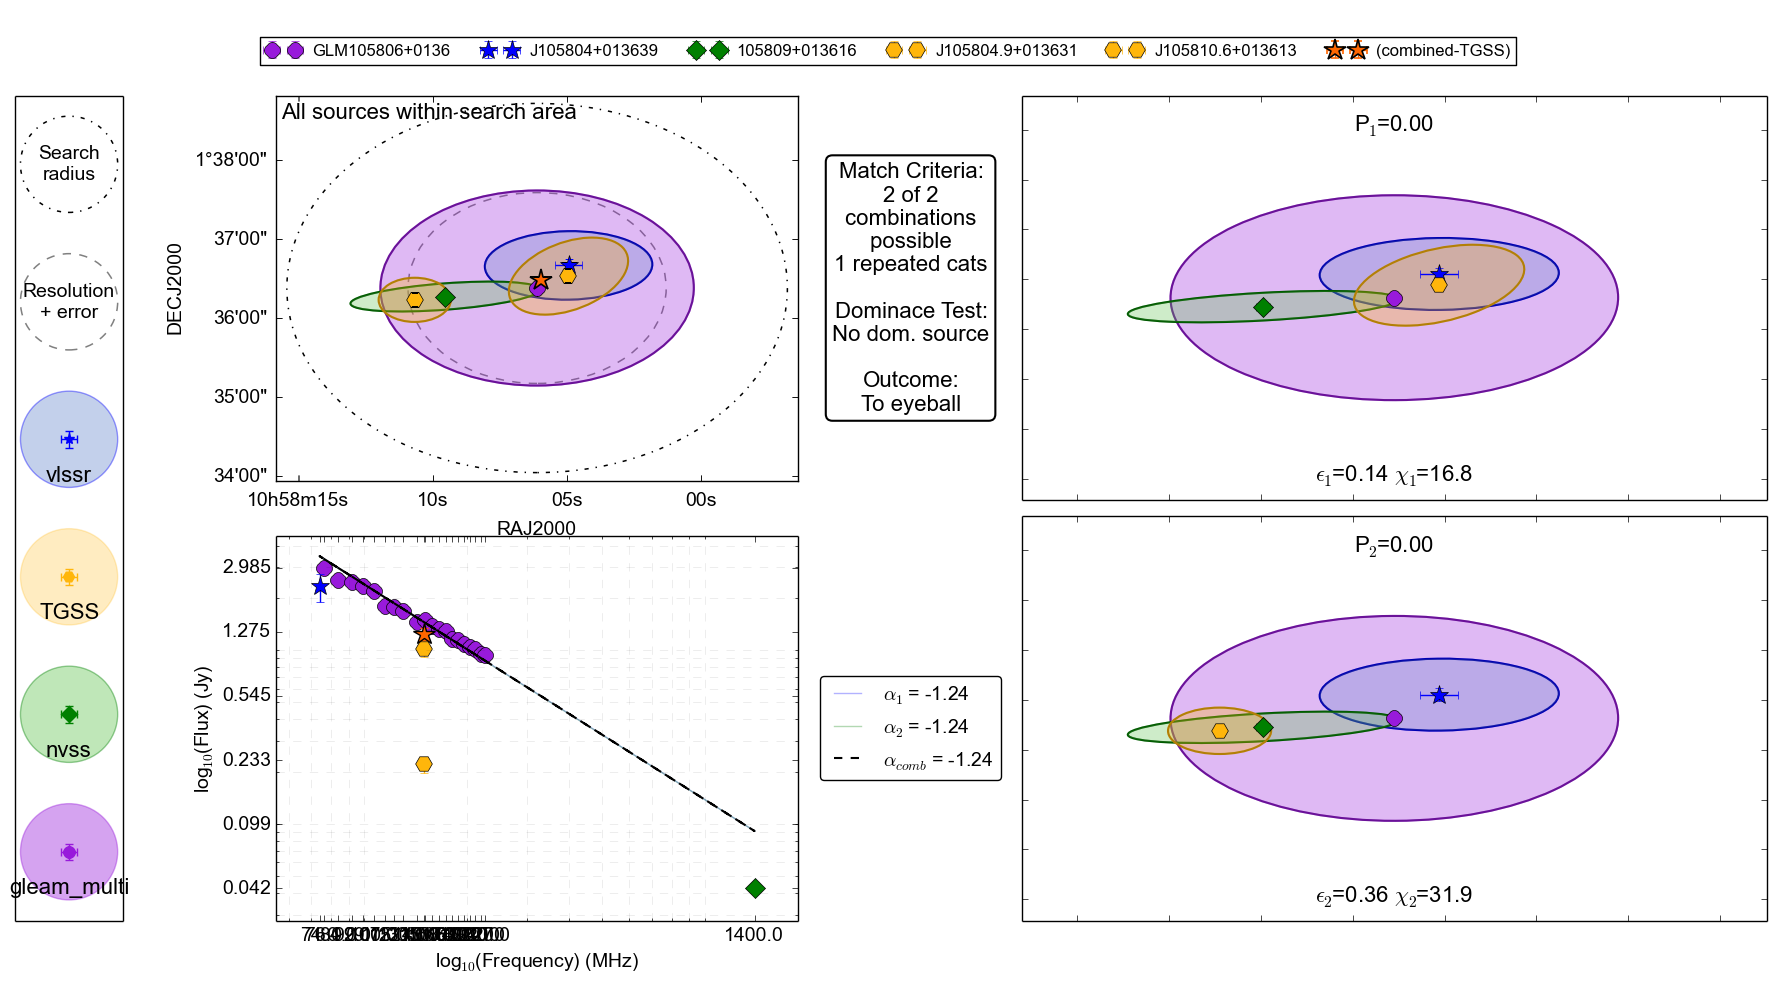 GLM105806+0136 J105804+013639 105809+013616 J105804.9+013631 J105810.6+013613 (combined-TGSS)
Search
radius
Resolution
+ error
vlssr
TGSS
nvss
gleam_multi
All sources within search area
DECJ2000
1°38'00"
37'00"
36'00"
35'00"
34'00"
10h58m15s 10s 05s 00s
RAJ2000
Match Criteria:
2 of 2
combinations
possible
1 repeated cats
Dominace Test:
No dom. source
Outcome:
To eyeball
P₁=0.00
ϵ₁=0.14 χ₁=16.8
log₁₀(Flux) (Jy)
2.985
1.275
0.545
0.233
0.099
0.042
1400.0
log₁₀(Frequency) (MHz)
α₁ = -1.24
α₂ = -1.24
α_comb = -1.24
P₂=0.00
ϵ₂=0.36 χ₂=31.9